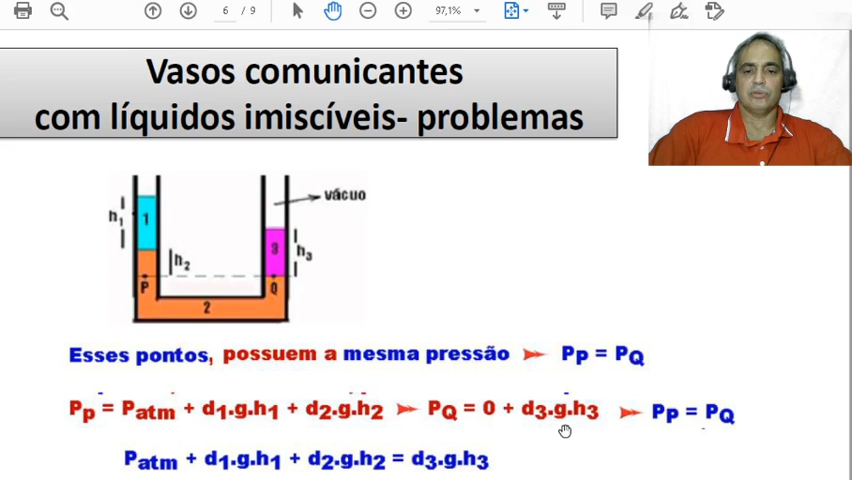 6 / 9
97,1%
Vasos comunicantes
com líquidos imiscíveis- problemas
vácuo
h1
1
3
h3
h2
P
Q
2
Esses pontos, possuem a mesma pressão ➤ Pp = PQ
Pp = Patm + d1.g.h1 + d2.g.h2 ➤ PQ = 0 + d3.g.h3 ➤ Pp = PQ
Patm + d1.g.h1 + d2.g.h2 = d3.g.h3